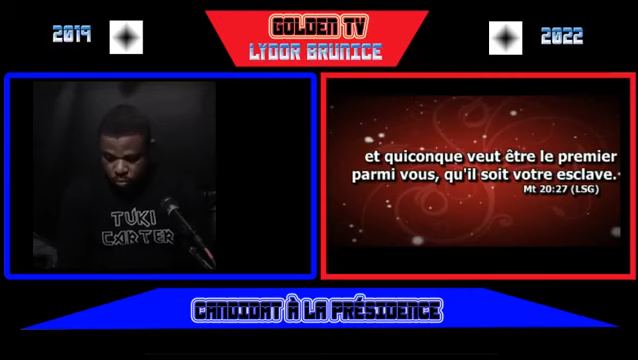 2019
GOLDEN TV
LYDOR BRUNICE
2022
TUKI
CARTER
et quiconque veut être le premier
parmi vous, qu'il soit votre esclave.
Mt 20:27 (LSG)
CANDIDAT À LA PRÉSIDENCE